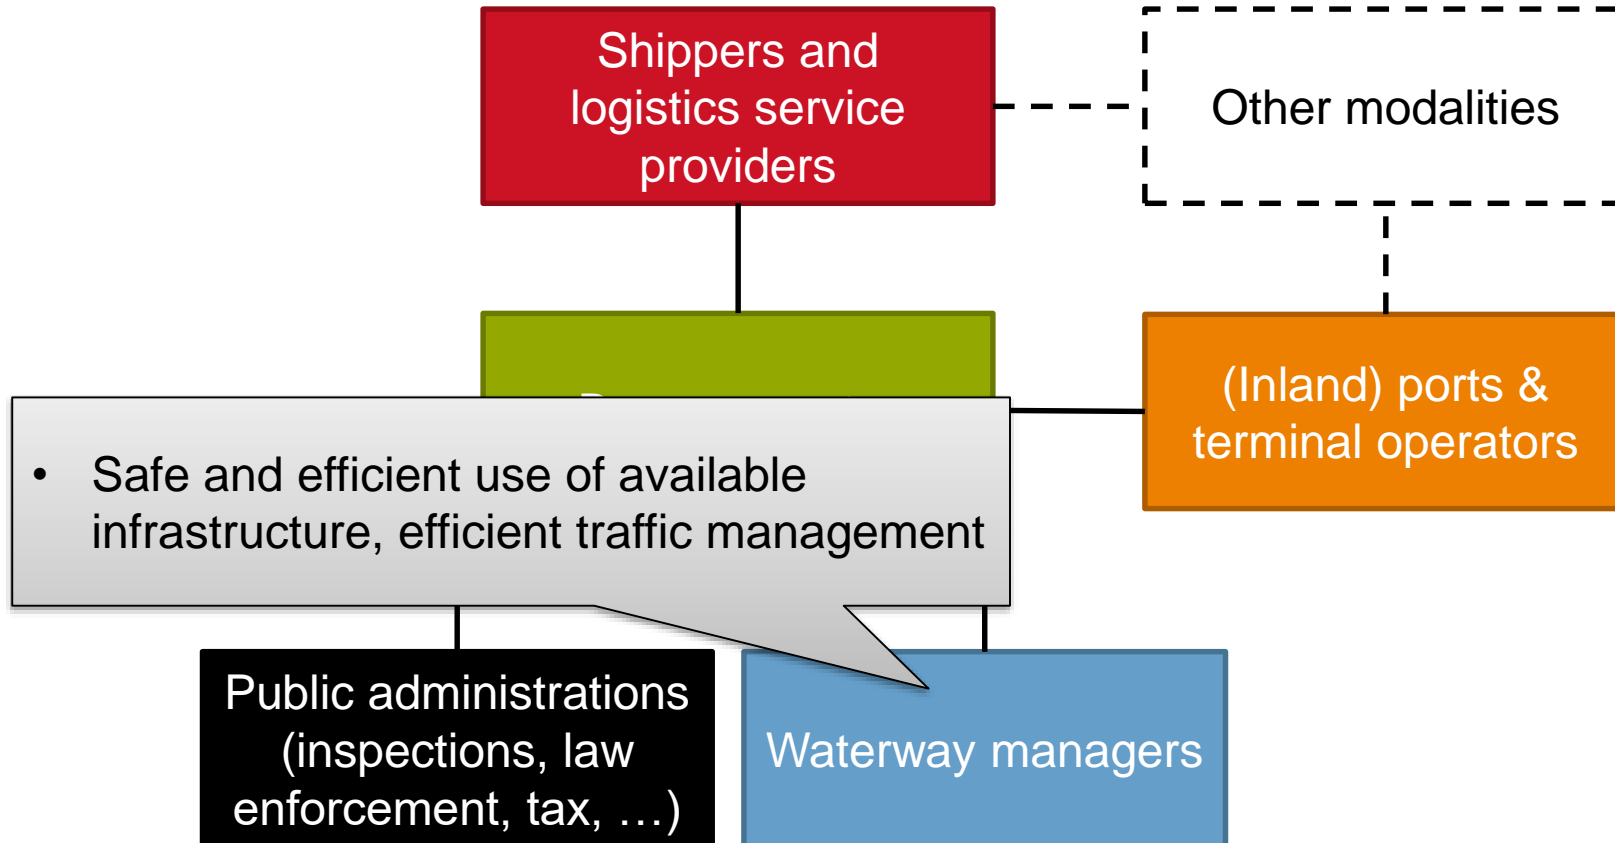 Shippers and
logistics service
providers
Other modalities
(Inland) ports &
terminal operators
• Safe and efficient use of available
infrastructure, efficient traffic management
Public administrations
(inspections, law
enforcement, tax, …)
Waterway managers